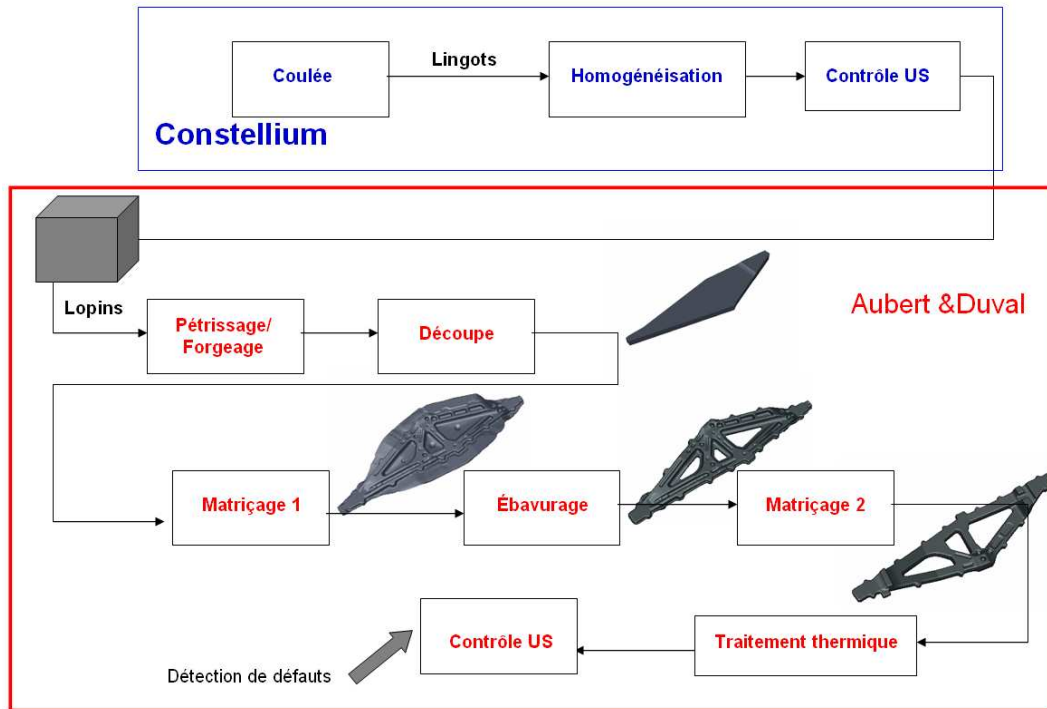 Coulée
Lingots
Homogénéisation
Contrôle US
Constellium
Aubert &Duval
Lopins
Pétrissage/
Forgeage
Découpe
Matriçage 1
Ébavurage
Matriçage 2
Contrôle US
Traitement thermique
Détection de défauts